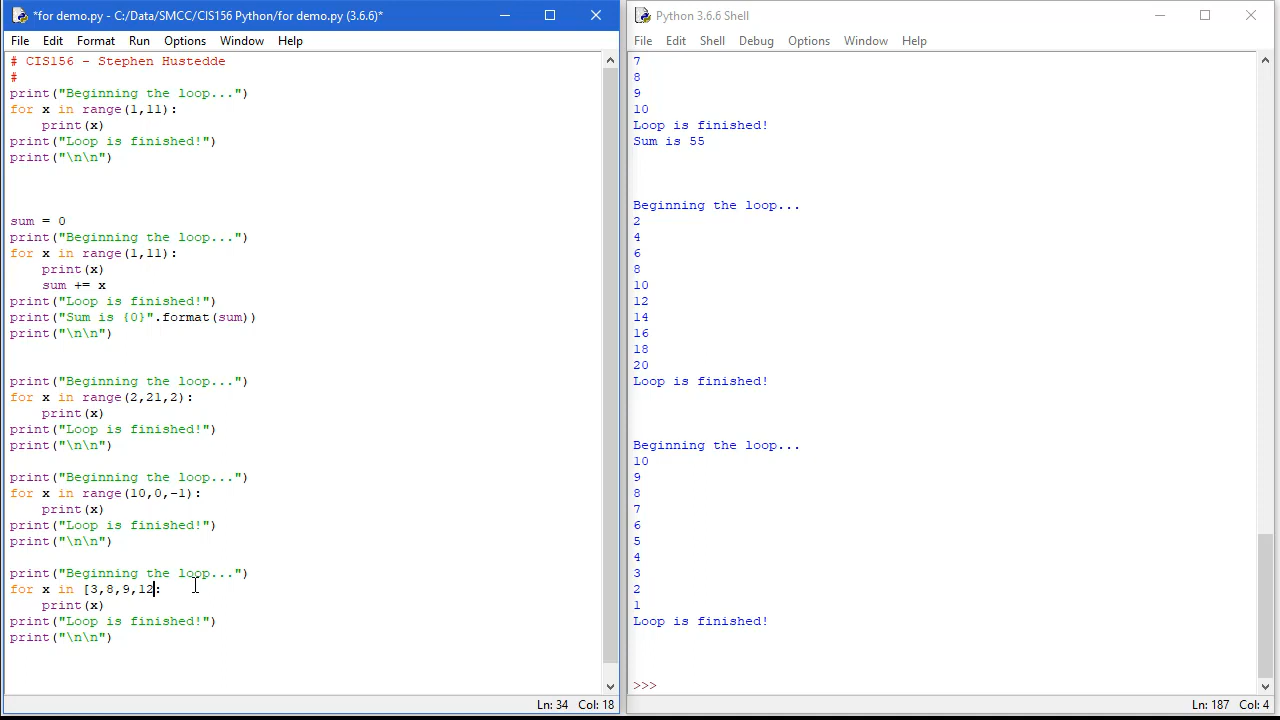 *for demo.py - C:/Data/SMCC/CIS156 Python/for demo.py (3.6.6)*
File Edit Format Run Options Window Help
# CIS156 - Stephen Hustedde
#
print("Beginning the loop...")
for x in range(1,11):
    print(x)
print("Loop is finished!")
print("\n\n")
sum = 0
print("Beginning the loop...")
for x in range(1,11):
    print(x)
    sum += x
print("Loop is finished!")
print("Sum is {0}".format(sum))
print("\n\n")
print("Beginning the loop...")
for x in range(2,21,2):
    print(x)
print("Loop is finished!")
print("\n\n")
print("Beginning the loop...")
for x in range(10,0,-1):
    print(x)
print("Loop is finished!")
print("\n\n")
print("Beginning the loop...")
for x in [3,8,9,12:
    print(x)
print("Loop is finished!")
print("\n\n")
Ln: 34 Col: 18
Python 3.6.6 Shell
File Edit Shell Debug Options Window Help
7
8
9
10
Loop is finished!
Sum is 55
Beginning the loop...
2
4
6
8
10
12
14
16
18
20
Loop is finished!
Beginning the loop...
10
9
8
7
6
5
4
3
2
1
Loop is finished!
>>>
Ln: 187 Col: 4